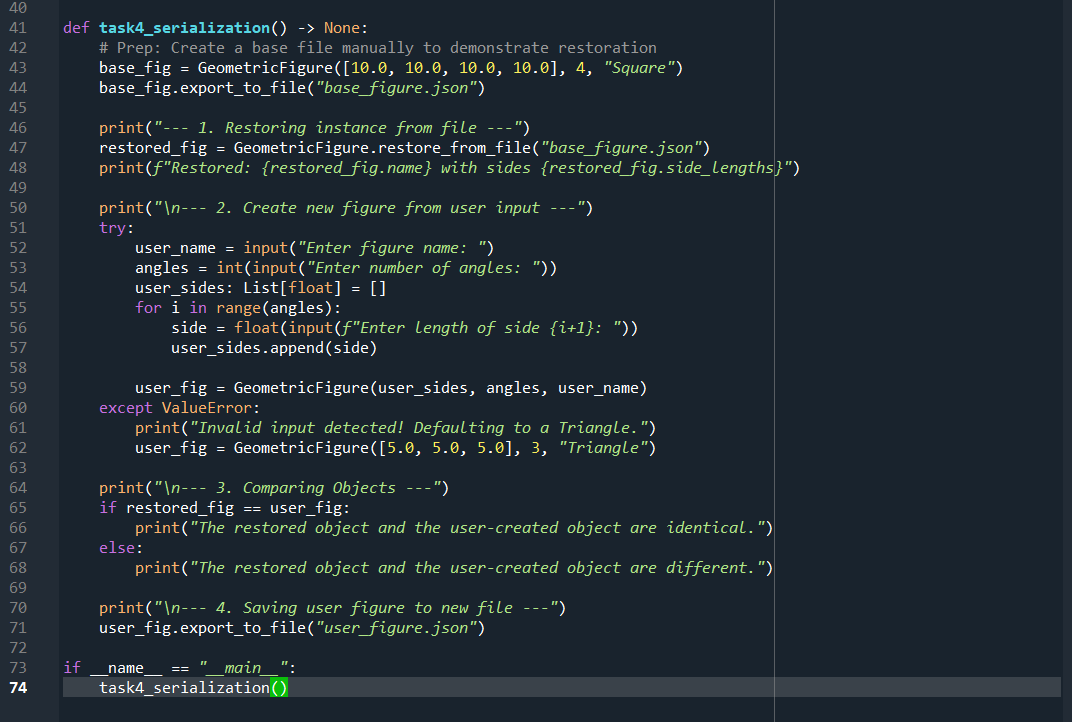 40
41 def task4_serialization() -> None:
42     # Prep: Create a base file manually to demonstrate restoration
43     base_fig = GeometricFigure([10.0, 10.0, 10.0, 10.0], 4, "Square")
44     base_fig.export_to_file("base_figure.json")
45
46     print("--- 1. Restoring instance from file ---")
47     restored_fig = GeometricFigure.restore_from_file("base_figure.json")
48     print(f"Restored: {restored_fig.name} with sides {restored_fig.side_lengths}")
49
50     print("\n--- 2. Create new figure from user input ---")
51     try:
52         user_name = input("Enter figure name: ")
53         angles = int(input("Enter number of angles: "))
54         user_sides: List[float] = []
55         for i in range(angles):
56             side = float(input(f"Enter length of side {i+1}: "))
57             user_sides.append(side)
58
59         user_fig = GeometricFigure(user_sides, angles, user_name)
60     except ValueError:
61         print("Invalid input detected! Defaulting to a Triangle.")
62         user_fig = GeometricFigure([5.0, 5.0, 5.0], 3, "Triangle")
63
64     print("\n--- 3. Comparing Objects ---")
65     if restored_fig == user_fig:
66         print("The restored object and the user-created object are identical.")
67     else:
68         print("The restored object and the user-created object are different.")
69
70     print("\n--- 4. Saving user figure to new file ---")
71     user_fig.export_to_file("user_figure.json")
72
73 if __name__ == "__main__":
74     task4_serialization()